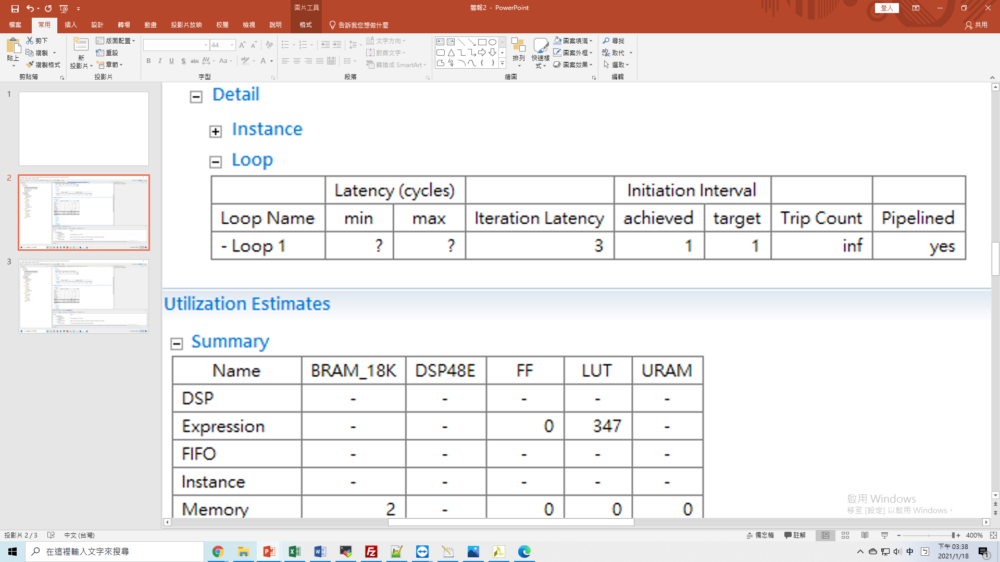 圖片工具
簡報2 - PowerPoint
登入
檔案 常用 插入 設計 轉場 動畫 投影片放映 校閱 檢視 說明 格式 告訴我您想做什麼 共用
貼上
剪下
複製
複製格式
剪貼簿
新
投影片
版面配置
重設
章節
投影片
44
B I U S abc AV Aa A
字型
文字方向
對齊文字
轉換成 SmartArt
段落
排列
快速樣
式
圖案填滿
圖案外框
圖案效果
繪圖
尋找
取代
選取
編輯
1
2
3
Detail
Instance
Loop
Latency (cycles) Initiation Interval
Loop Name min max Iteration Latency achieved target Trip Count Pipelined
- Loop 1 ? ? 3 1 1 inf yes
Utilization Estimates
Summary
Name BRAM_18K DSP48E FF LUT URAM
DSP - - - - -
Expression - - 0 347 -
FIFO - - - - -
Instance - - - - -
Memory 2 - 0 0 0
啟用 Windows
移至 [設定] 以啟用 Windows。
投影片 2 / 3 中文 (台灣) 備忘稿 註解 400%
在這裡輸入文字來搜尋
中
下午 03:38
2021/1/18
1